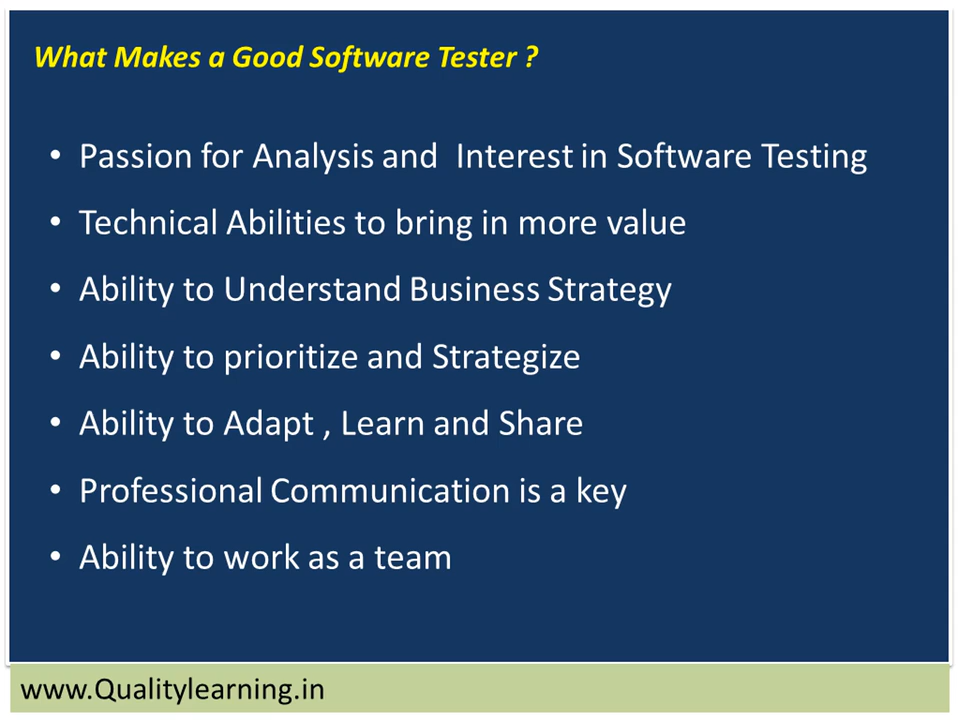 What Makes a Good Software Tester ?
• Passion for Analysis and  Interest in Software Testing
• Technical Abilities to bring in more value
• Ability to Understand Business Strategy
• Ability to prioritize and Strategize
• Ability to Adapt , Learn and Share
• Professional Communication is a key
• Ability to work as a team
www.Qualitylearning.in